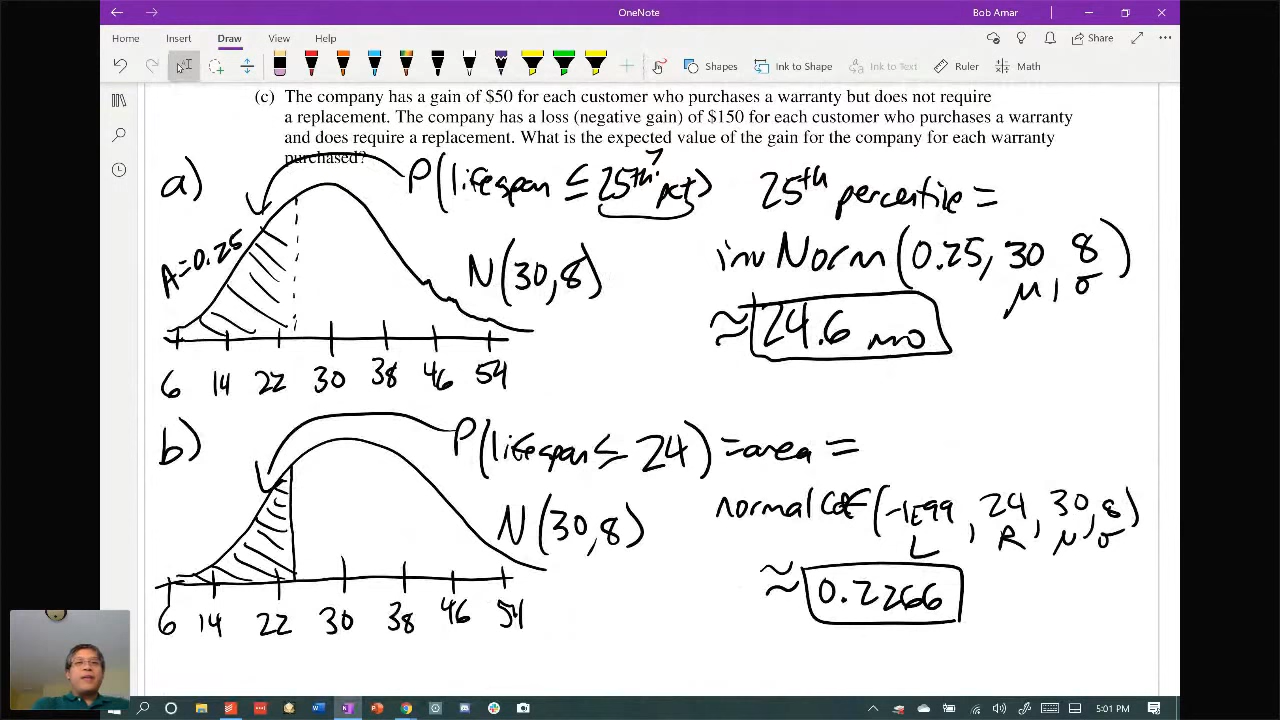 OneNote
Bob Amar
Home Insert Draw View Help
Share
Shapes Ink to Shape Ink to Text Ruler Math
(c) The company has a gain of $50 for each customer who purchases a warranty but does not require
a replacement. The company has a loss (negative gain) of $150 for each customer who purchases a warranty
and does require a replacement. What is the expected value of the gain for the company for each warranty
purchased?
a) P(lifespan ≤ 25th pct)
A=0.25
N(30,8)
6 14 22 30 38 46 54
25th percentile =
invNorm(0.25, 30 8)
μ, σ
≈ 24.6 mo
b) P(lifespan ≤ 24) = area =
N(30,8)
6 14 22 30 38 46 54
normalcdf(-1E99, 24, 30, 8)
L R μ σ
≈ 0.2266
5:01 PM